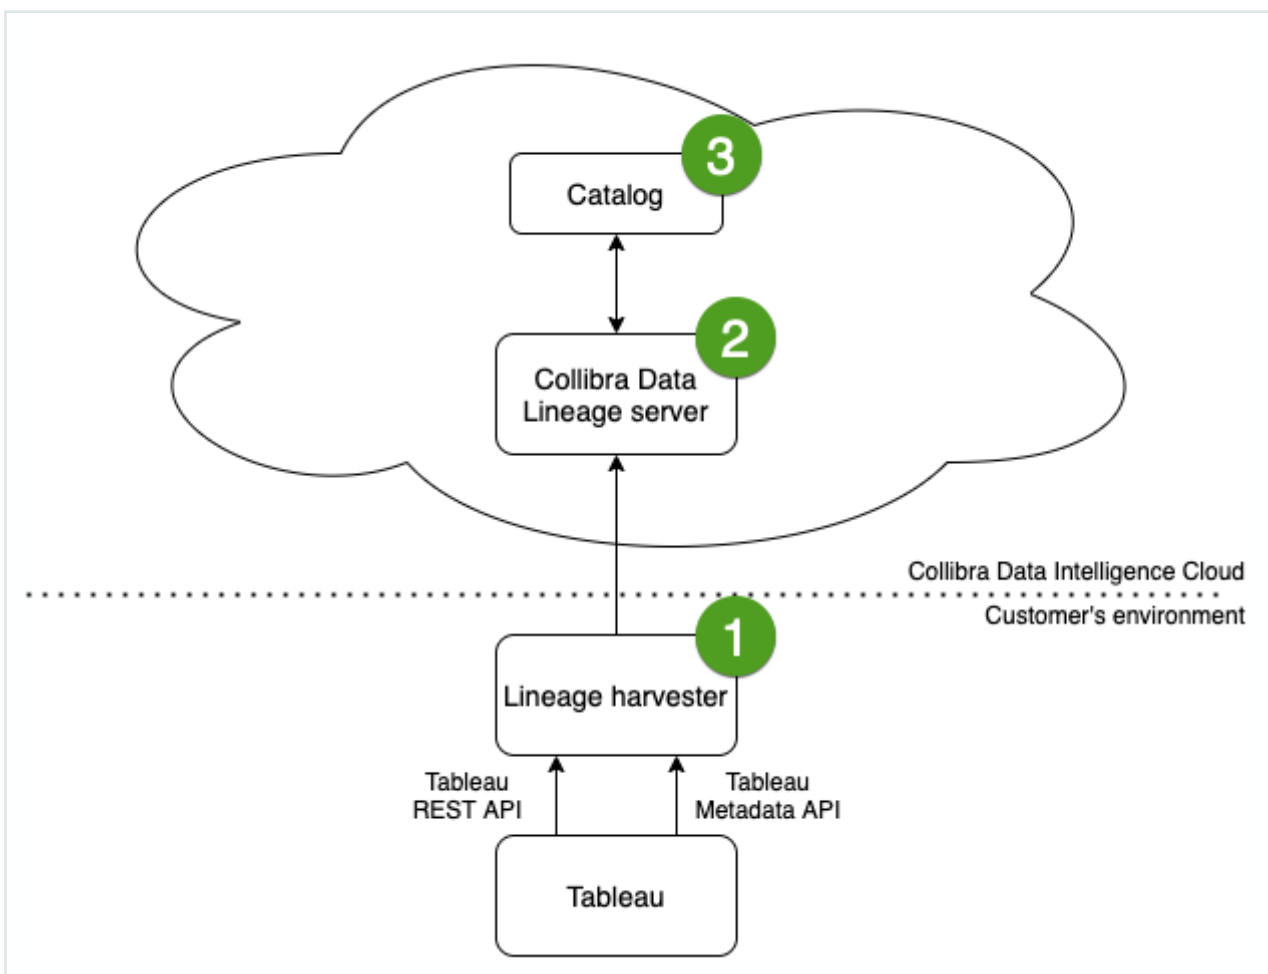 3
Catalog
2
Collibra Data
Lineage server
Collibra Data Intelligence Cloud
Customer's environment
1
Lineage harvester
Tableau
REST API
Tableau
Metadata API
Tableau